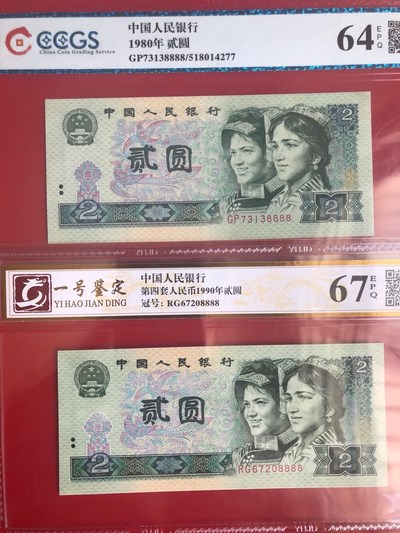 CCGS
China Coin Grading Service
中国人民银行
1980年 贰圆
GP73138888/518014277
64 EPQ
中国人民银行
贰圆
2
GP73138888
2
2
一号鉴定
YI HAO JIAN DING
中国人民银行
第四套人民币1990年贰圆
冠号: RG67208888
67 EPQ
中国人民银行
贰圆
2
RG67208888
2
2